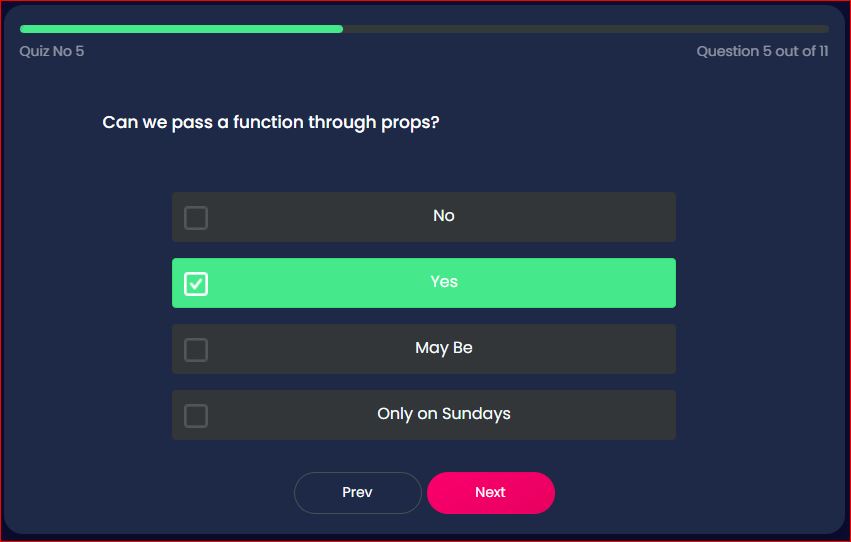 Quiz No 5
Question 5 out of 11
Can we pass a function through props?
No
Yes
May Be
Only on Sundays
Prev
Next